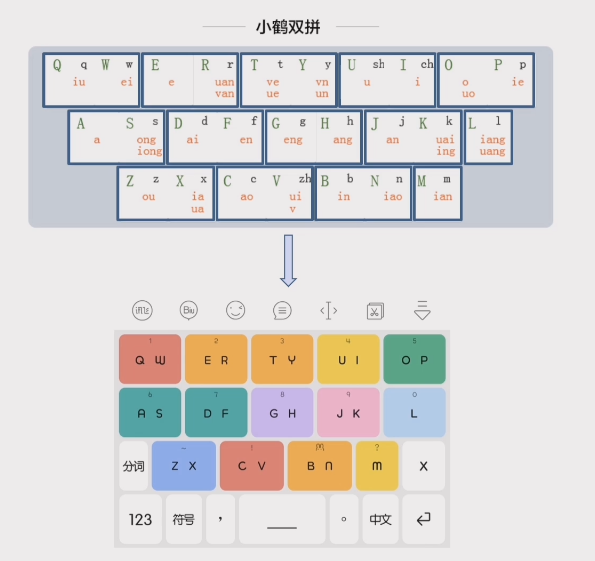 小鹤双拼
Q q W w E R r T t Y y U sh I ch O P p
iu ei e uan ve vn u i o ie
van ue un uo
A S s D d F f G g H h J j K k L l
a ong ai en eng ang an uai iang
iong ing uang
Z z X x C c V zh B b N n M m
ou ia ao ui in iao ian
ua v
Biu
1 2 3 4 5
Q W E R T Y U I O P
6 7 8 9 0
A S D F G H J K L
~ ! ?
分词 Z X C V B N M X
123 符号 , 。 中文